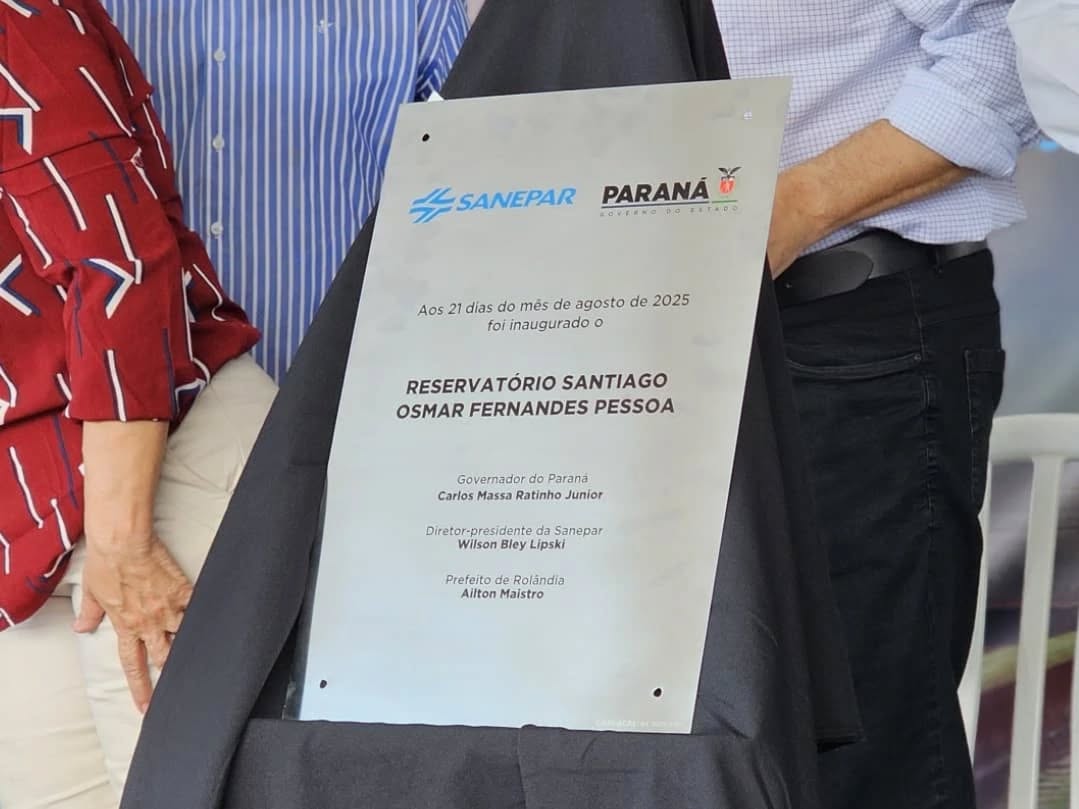 SANEPAR
PARANÁ
GOVERNO DO ESTADO
Aos 21 dias do mês de agosto de 2025
foi inaugurado o
RESERVATÓRIO SANTIAGO
OSMAR FERNANDES PESSOA
Governador do Paraná
Carlos Massa Ratinho Junior
Diretor-presidente da Sanepar
Wilson Bley Lipski
Prefeito de Rolândia
Ailton Maistro